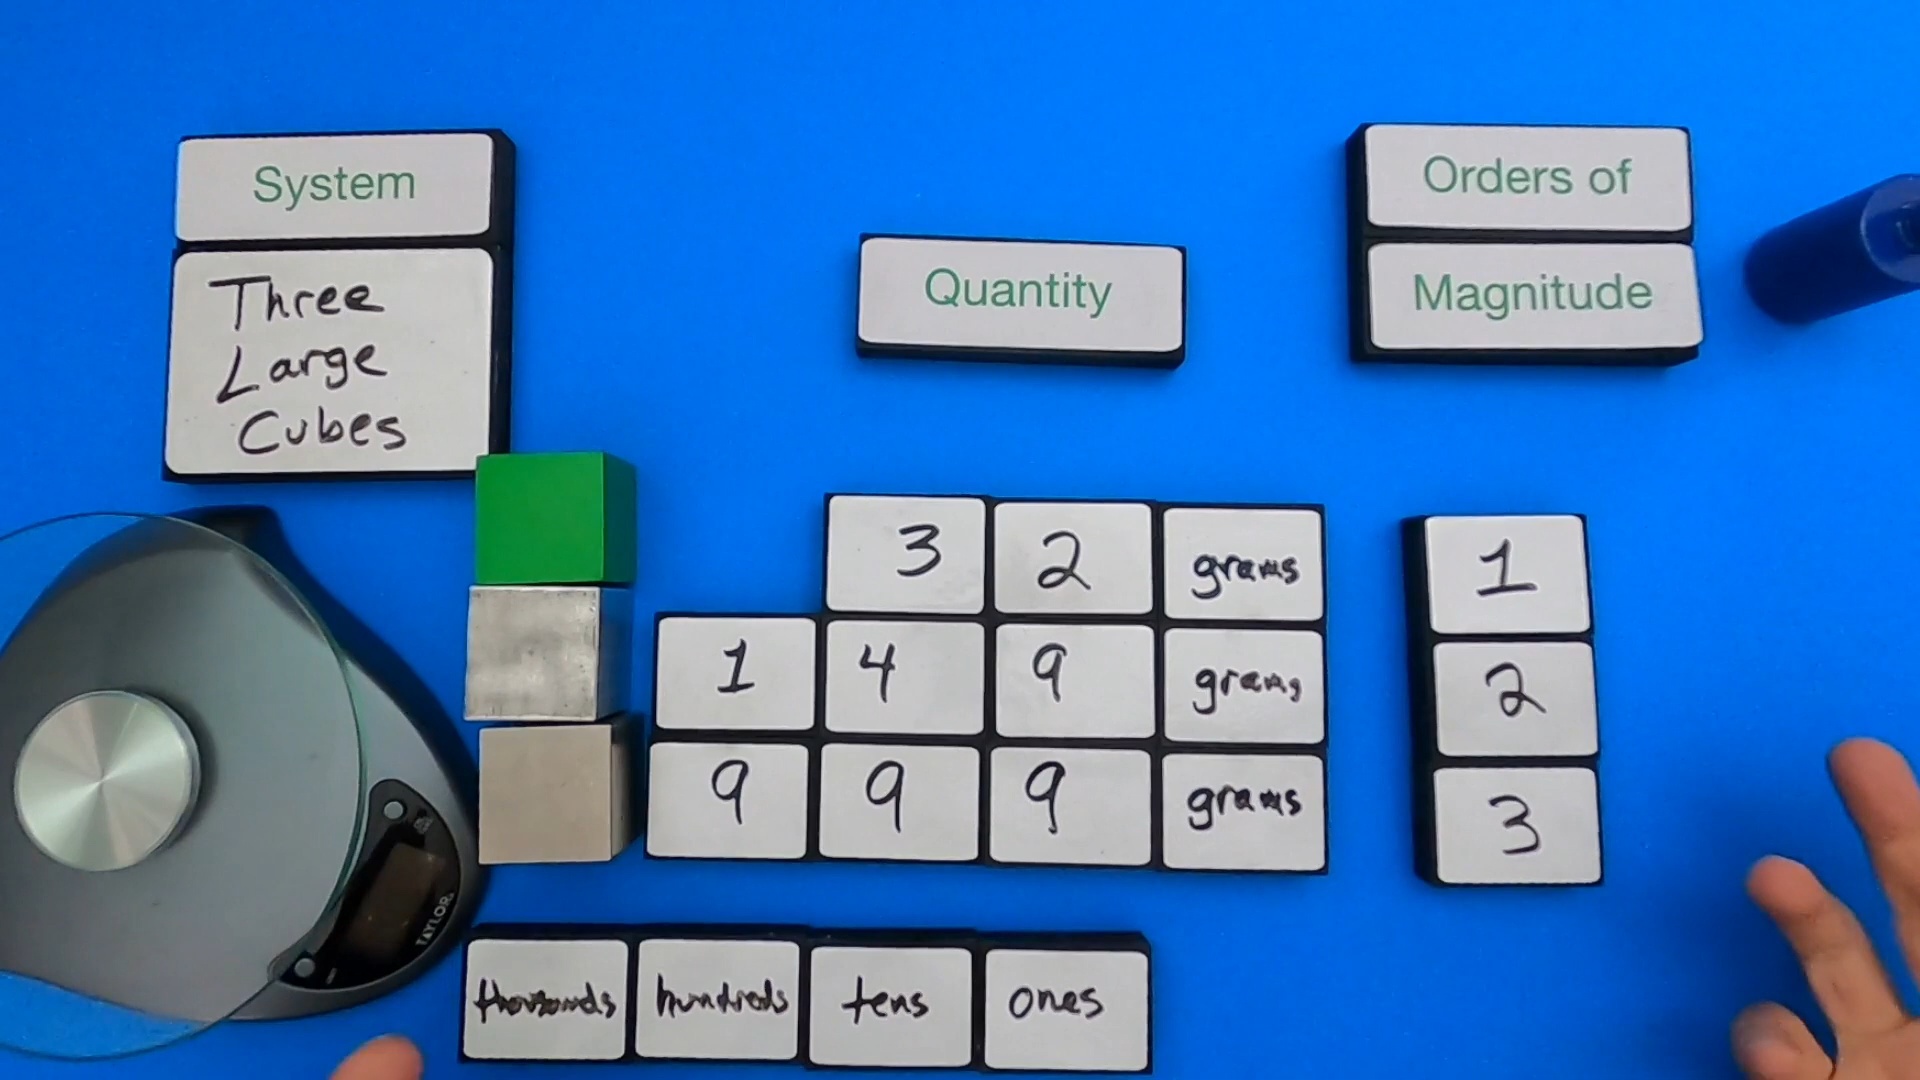 System
Three
Large
Cubes
Quantity
Orders of
Magnitude
3 2 grams
1 4 9 grams
9 9 9 grams
1
2
3
TAYLOR
thousands hundreds tens ones